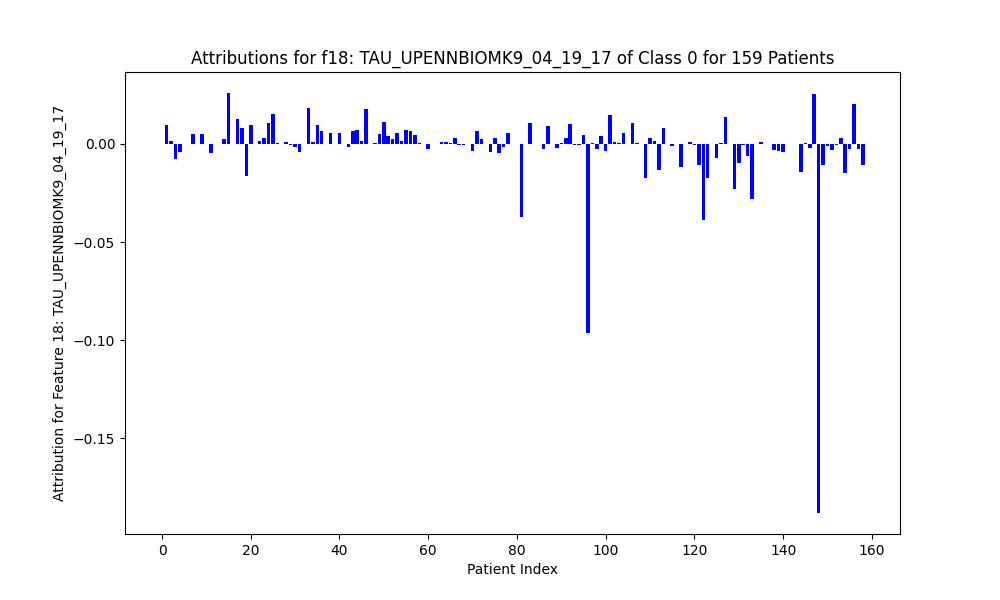 Attributions for f18: TAU_UPENNBIOMK9_04_19_17 of Class 0 for 159 Patients
Attribution for Feature 18: TAU_UPENNBIOMK9_04_19_17
0.00
−0.05
−0.10
−0.15
0 20 40 60 80 100 120 140 160
Patient Index